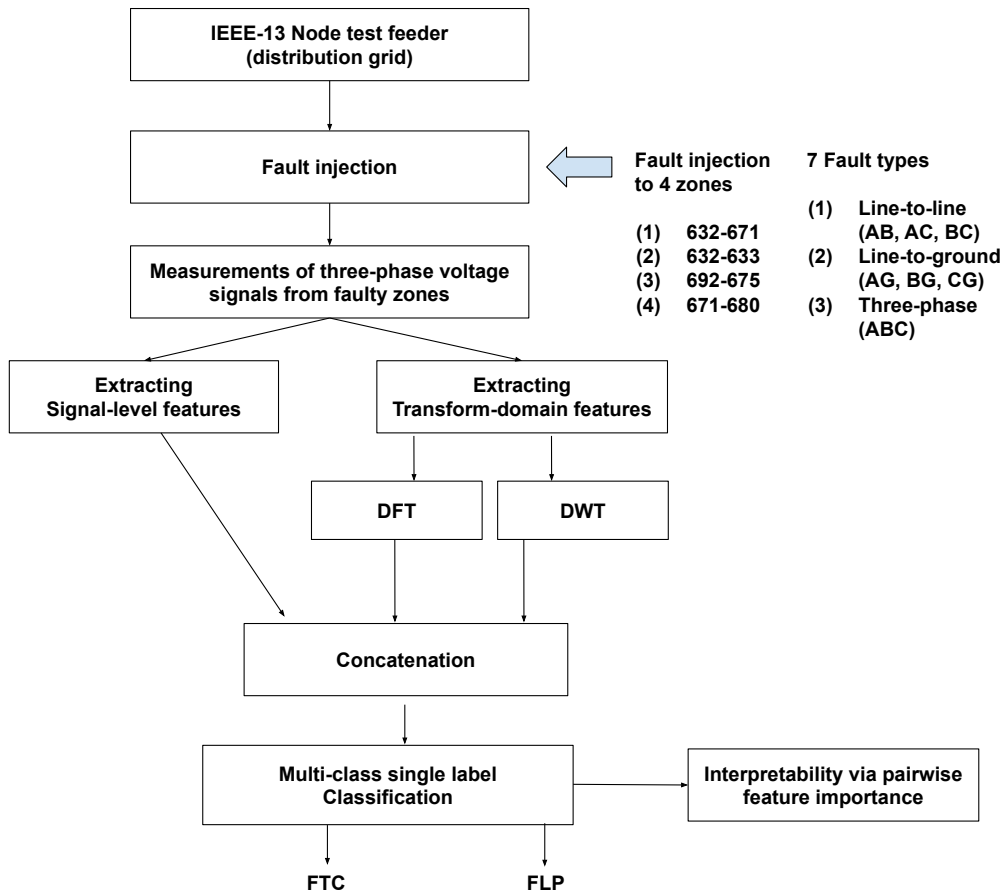 IEEE-13 Node test feeder
(distribution grid)
Fault injection
Fault injection
to 4 zones
(1) 632-671
(2) 632-633
(3) 692-675
(4) 671-680
7 Fault types
(1) Line-to-line
(AB, AC, BC)
(2) Line-to-ground
(AG, BG, CG)
(3) Three-phase
(ABC)
Measurements of three-phase voltage
signals from faulty zones
Extracting
Signal-level features
Extracting
Transform-domain features
DFT
DWT
Concatenation
Multi-class single label
Classification
Interpretability via pairwise
feature importance
FTC
FLP